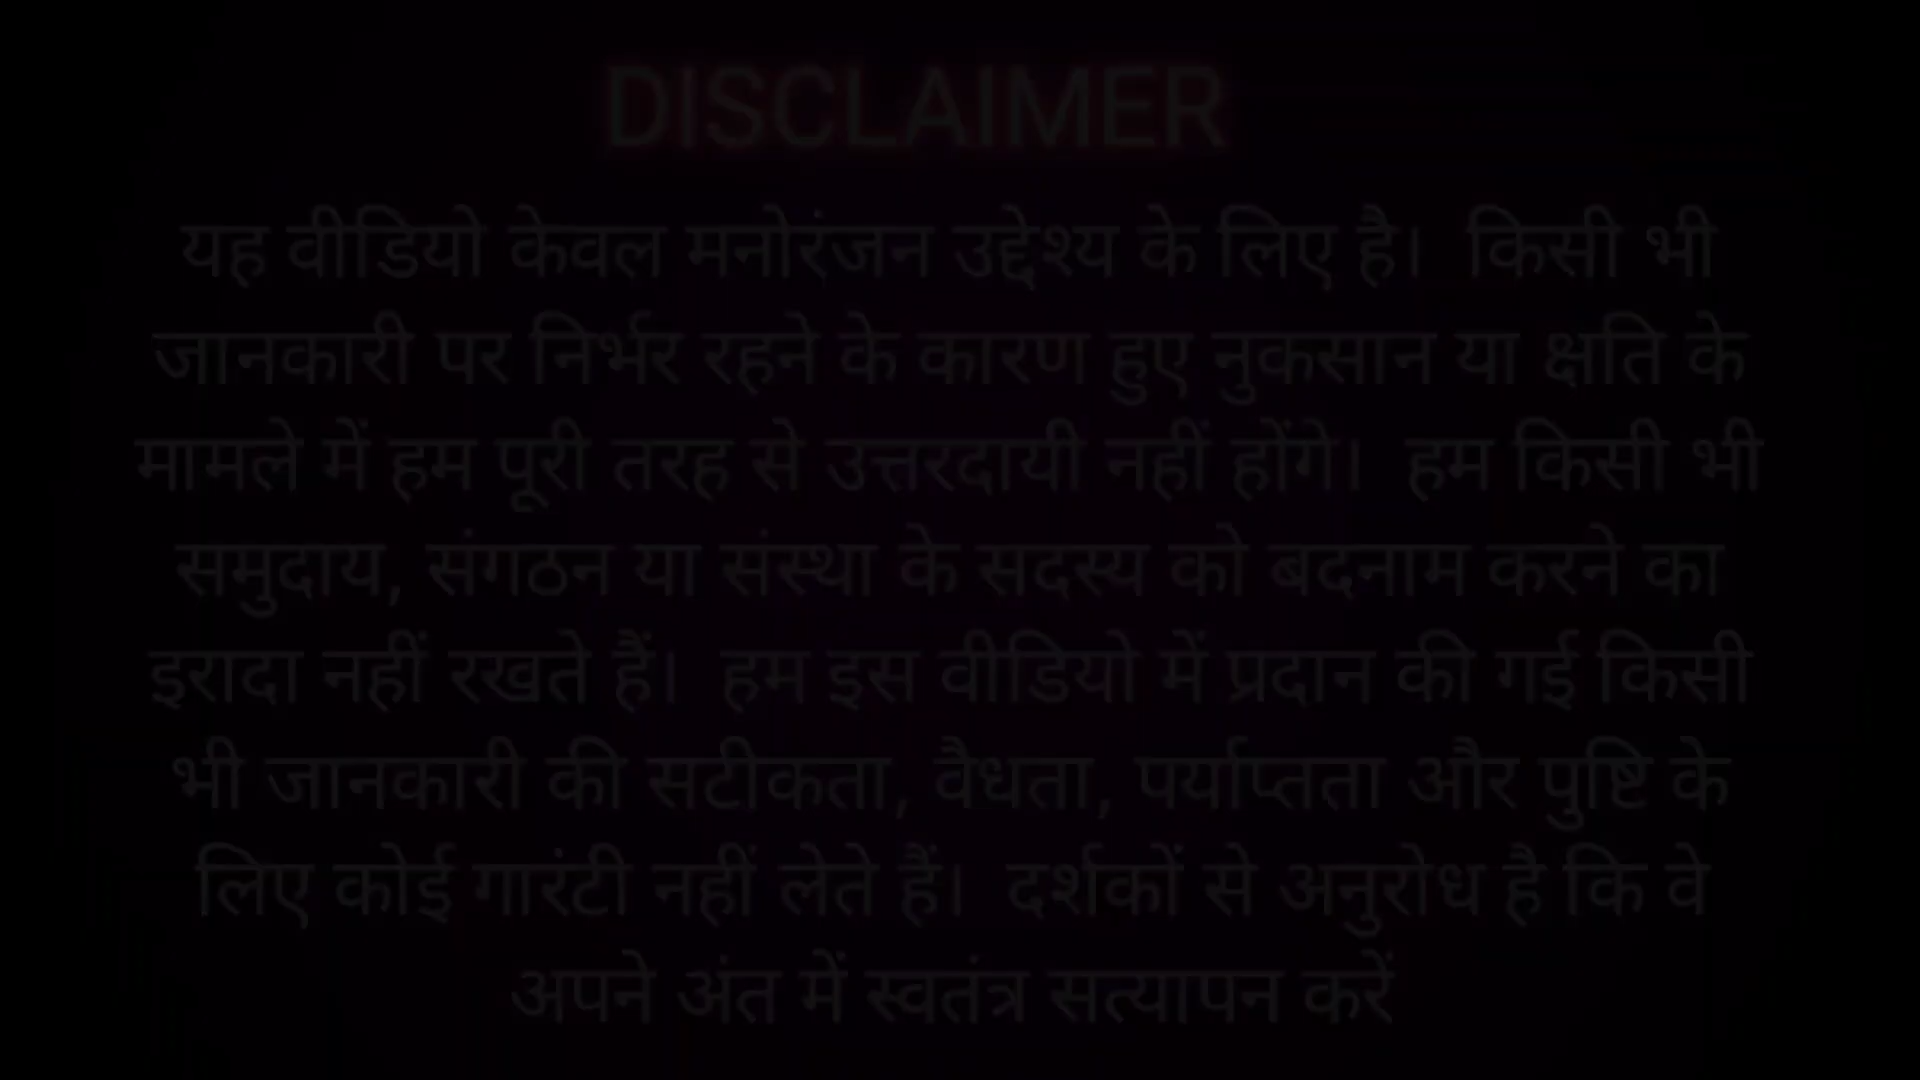 DISCLAIMER
यह वीडियो केवल मनोरंजन उद्देश्य के लिए है। किसी भी
जानकारी पर निर्भर रहने के कारण हुए नुकसान या क्षति के
मामले में हम पूरी तरह से उत्तरदायी नहीं होंगे। हम किसी भी
समुदाय, संगठन या संस्था के सदस्य को बदनाम करने का
इरादा नहीं रखते हैं। हम इस वीडियो में प्रदान की गई किसी
भी जानकारी की सटीकता, वैधता, पर्याप्तता और पुष्टि के
लिए कोई गारंटी नहीं लेते हैं। दर्शकों से अनुरोध है कि वे
अपने अंत में स्वतंत्र सत्यापन करें